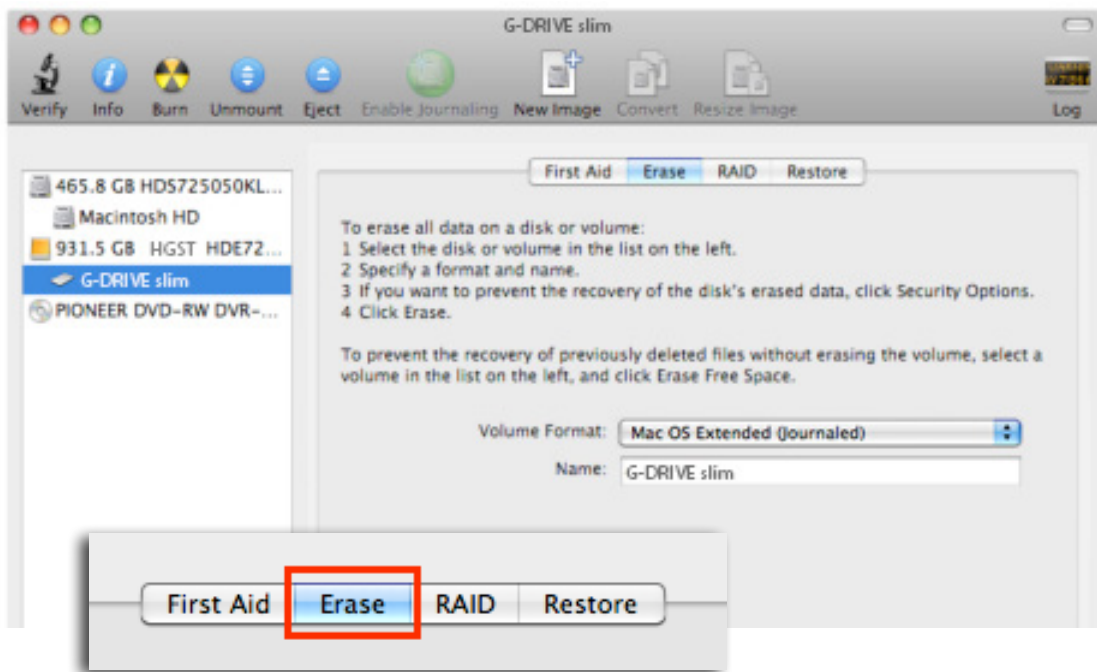 G-DRIVE slim
Verify Info Burn Unmount Eject Enable Journaling New Image Convert Resize Image Log
First Aid Erase RAID Restore
465.8 GB HDS725050KL...
Macintosh HD
931.5 GB HGST HDE72...
G-DRIVE slim
PIONEER DVD-RW DVR-...
To erase all data on a disk or volume:
1 Select the disk or volume in the list on the left.
2 Specify a format and name.
3 If you want to prevent the recovery of the disk's erased data, click Security Options.
4 Click Erase.
To prevent the recovery of previously deleted files without erasing the volume, select a
volume in the list on the left, and click Erase Free Space.
Volume Format: Mac OS Extended (Journaled)
Name: G-DRIVE slim
First Aid Erase RAID Restore